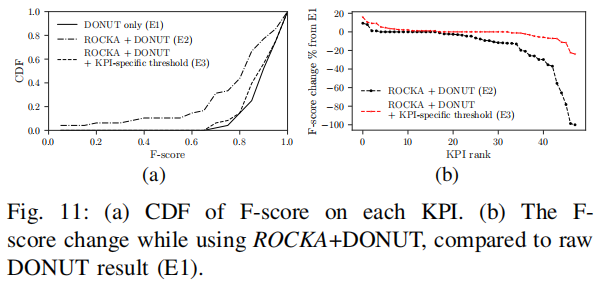 DONUT only (E1)
ROCKA + DONUT (E2)
ROCKA + DONUT
+ KPI-specific threshold (E3)
CDF
1.0
0.8
0.6
0.4
0.2
0.0
0.0 0.2 0.4 0.6 0.8 1.0
F-score
(a)
F-score change % from E1
20
0
−20
−40
−60
−80
−100
ROCKA + DONUT (E2)
ROCKA + DONUT
+ KPI-specific threshold (E3)
0 10 20 30 40
KPI rank
(b)
Fig. 11: (a) CDF of F-score on each KPI. (b) The F-
score change while using ROCKA+DONUT, compared to raw
DONUT result (E1).